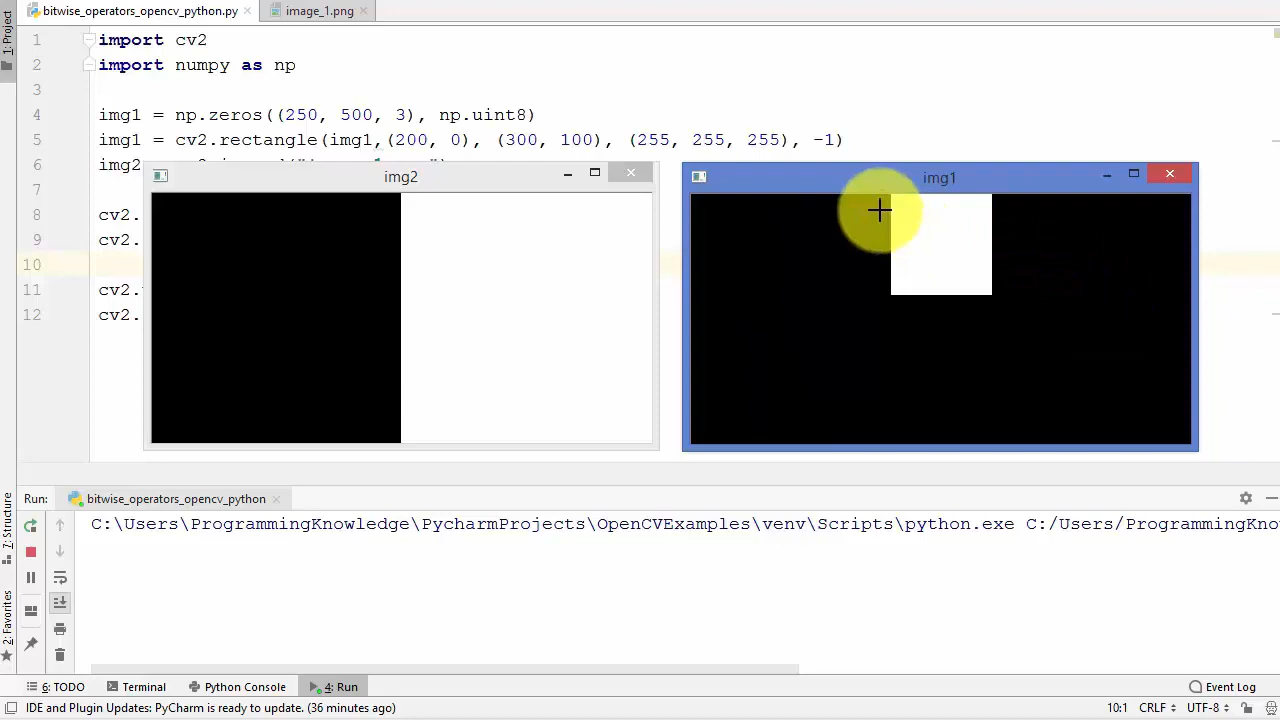 bitwise_operators_opencv_python.py
image_1.png
1: Project
1 import cv2
2 import numpy as np
3
4 img1 = np.zeros((250, 500, 3), np.uint8)
5 img1 = cv2.rectangle(img1,(200, 0), (300, 100), (255, 255, 255), -1)
6 img2
7
8 cv2.
9 cv2.
10
11 cv2.
12 cv2.
img2
img1
Run: bitwise_operators_opencv_python
C:\Users\ProgrammingKnowledge\PycharmProjects\OpenCVExamples\venv\Scripts\python.exe C:/Users/ProgrammingKno
7: Structure
2: Favorites
6: TODO Terminal Python Console 4: Run Event Log
IDE and Plugin Updates: PyCharm is ready to update. (36 minutes ago) 10:1 CRLF UTF-8